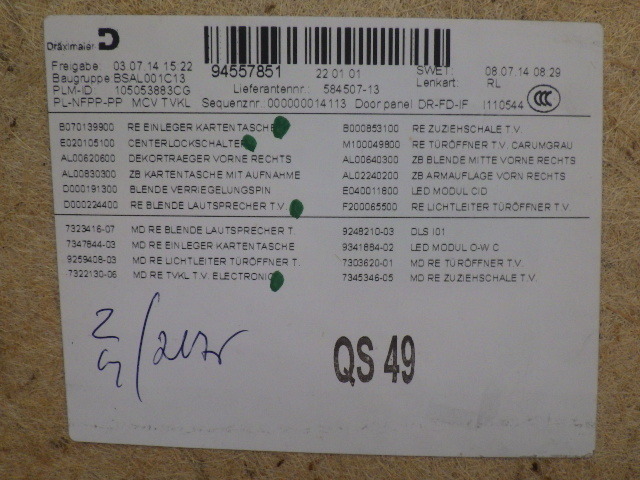 Dräxlmaier D
Freigabe: 03.07.14 15:22 94557851 22 01 01 SWET: 08.07.14 08:29
Baugruppe BSAL001C13 Lieferantennr.: 584507-13 Lenkart: RL
PLM-ID 105053883CG
PL-NFPP-PP MCV TVKL Sequenznr:000000014113 Door panel DR-FD-IF I110544 CCC
B070139900 RE EINLEGER KARTENTASCHE B000853100 RE ZUZIEHSCHALE T.V.
E020105100 CENTERLOCKSCHALTER M100049800 RE TÜRÖFFNER T.V. CARUMGRAU
AL00620600 DEKORTRAEGER VORNE RECHTS AL00640300 ZB BLENDE MITTE VORNE RECHTS
AL00830300 ZB KARTENTASCHE MIT AUFNAHME AL02240200 ZB ARMAUFLAGE VORN RECHTS
D000191300 BLENDE VERRIEGELUNGSPIN E040011800 LED MODUL CID
D000224400 RE BLENDE LAUTSPRECHER T.V. F200065500 RE LICHTLEITER TÜRÖFFNER T.V.
7323416-07 MD RE BLENDE LAUTSPRECHER T. 9248210-03 DLS I01
7347844-03 MD RE EINLEGER KARTENTASCHE 9341884-02 LED MODUL O-W C
9259408-03 MD RE LICHTLEITER TÜRÖFFNER T. 7303620-01 MD RE TÜRÖFFNER T.V.
7322130-06 MD RE TVKL T.V. ELECTRONIC 7345346-05 MD RE ZUZIEHSCHALE T.V.
QS 49